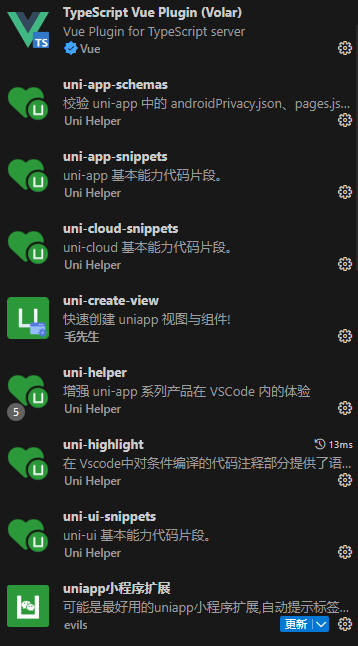 TypeScript Vue Plugin (Volar)
Vue Plugin for TypeScript server
TS
Vue
uni-app-schemas
校验 uni-app 中的 androidPrivacy.json、pages.js...
Uni Helper
uni-app-snippets
uni-app 基本能力代码片段。
Uni Helper
uni-cloud-snippets
uni-cloud 基本能力代码片段。
Uni Helper
uni-create-view
快速创建 uniapp 视图与组件!
毛先生
uni-helper
增强 uni-app 系列产品在 VSCode 内的体验
5
Uni Helper
uni-highlight
13ms
在 Vscode中对条件编译的代码注释部分提供了语...
Uni Helper
uni-ui-snippets
uni-ui 基本能力代码片段。
Uni Helper
uniapp小程序扩展
可能是最好用的uniapp小程序扩展,自动提示标签...
evils
更新